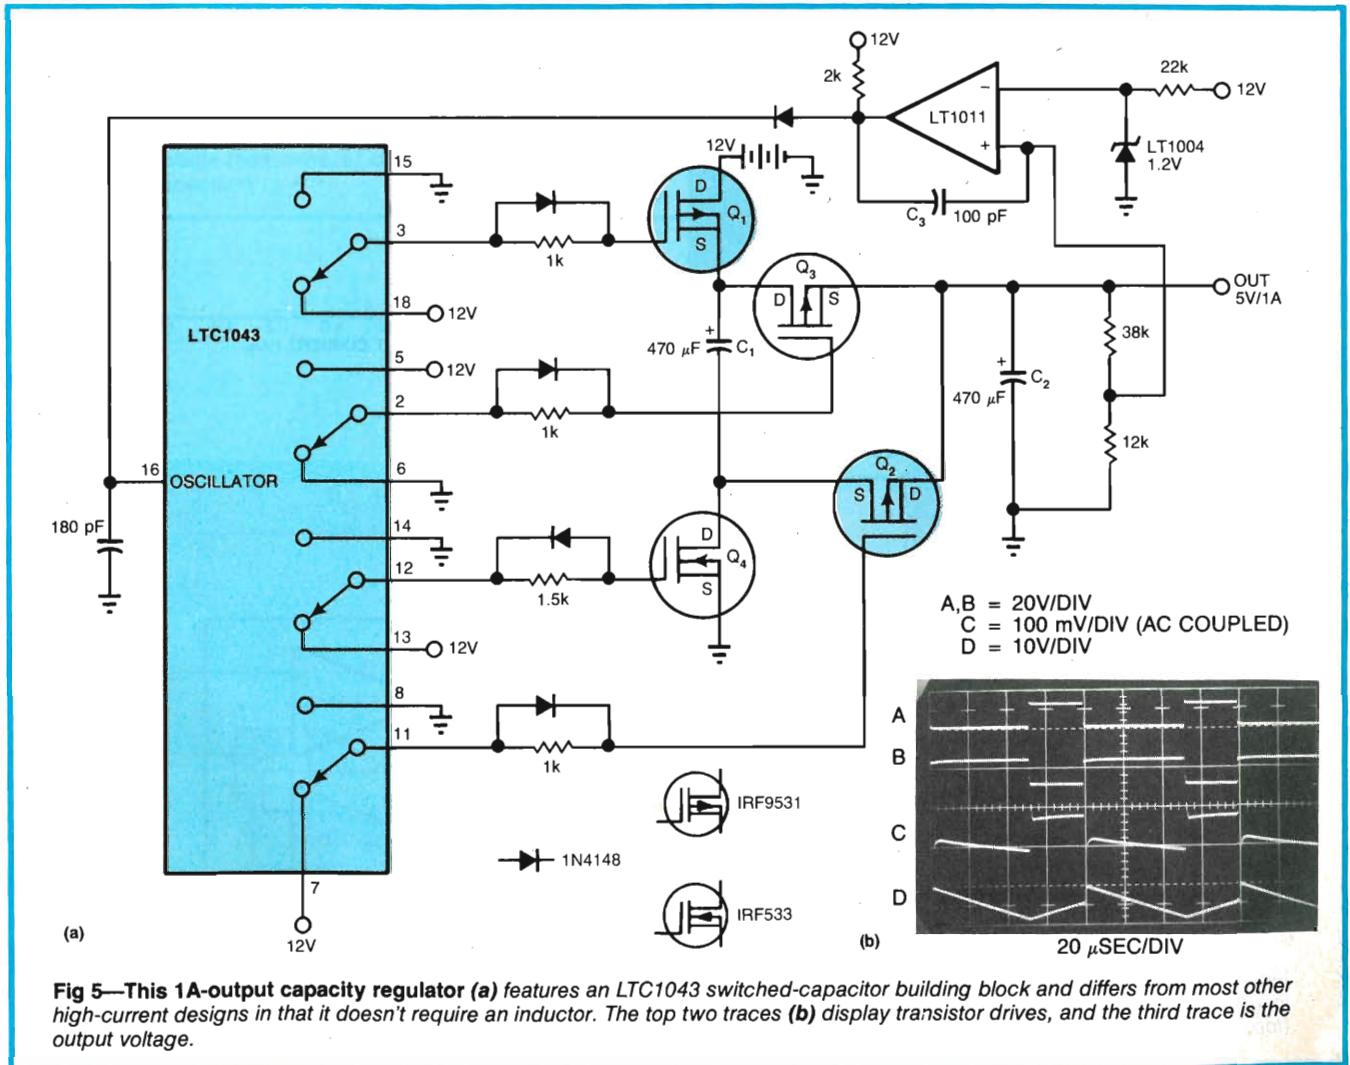 12V
2k
22k
12V
LT1011
−
+
LT1004
1.2V
C3 100 pF
15
3
18
12V
LTC1043
5
12V
2
6
16
OSCILLATOR
180 pF
14
12
13
12V
8
11
7
12V
1k
1k
1.5k
1k
12V
D
Q1
S
Q3
D S
+
470 μF C1
Q2
S D
D
Q4
S
OUT
5V/1A
38k
+
C2
470 μF
12k
IRF9531
1N4148
IRF533
A,B = 20V/DIV
C = 100 mV/DIV (AC COUPLED)
D = 10V/DIV
A
B
C
D
20 μSEC/DIV
(a)
(b)
Fig 5—This 1A-output capacity regulator (a) features an LTC1043 switched-capacitor building block and differs from most other
high-current designs in that it doesn't require an inductor. The top two traces (b) display transistor drives, and the third trace is the
output voltage.